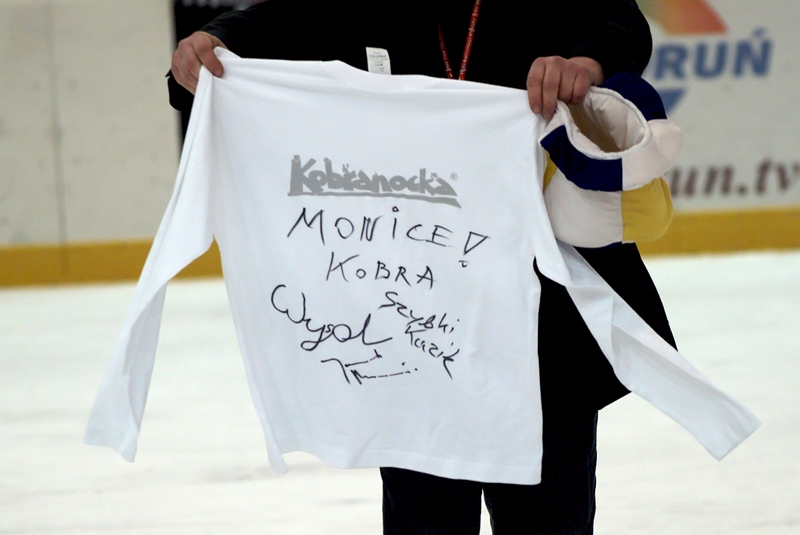 RUŃ
un.tv
Kobranocka®
MONICE!
KOBRA
Wysol
Szybki
Kazik